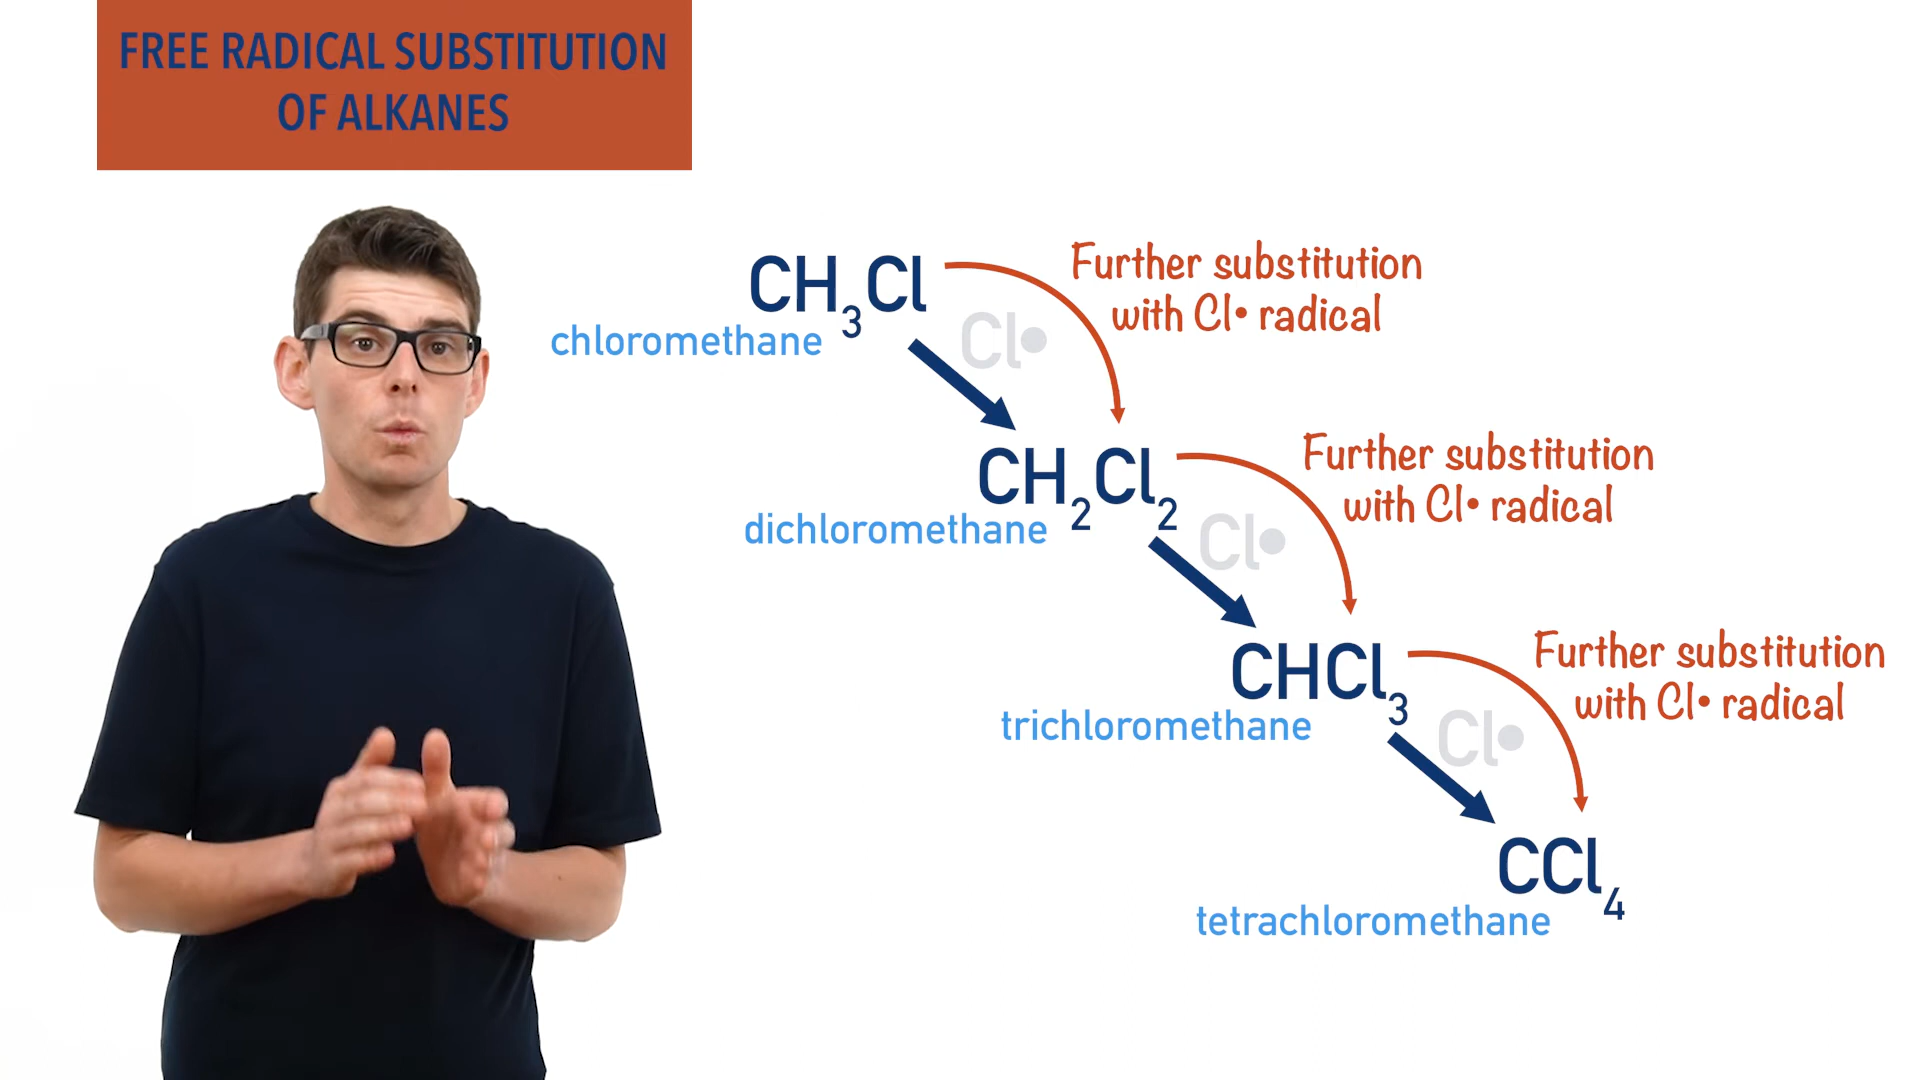 FREE RADICAL SUBSTITUTION
OF ALKANES
CH₃Cl
chloromethane
Cl•
Further substitution
with Cl• radical
CH₂Cl₂
dichloromethane
Cl•
Further substitution
with Cl• radical
CHCl₃
trichloromethane
Cl•
Further substitution
with Cl• radical
CCl₄
tetrachloromethane